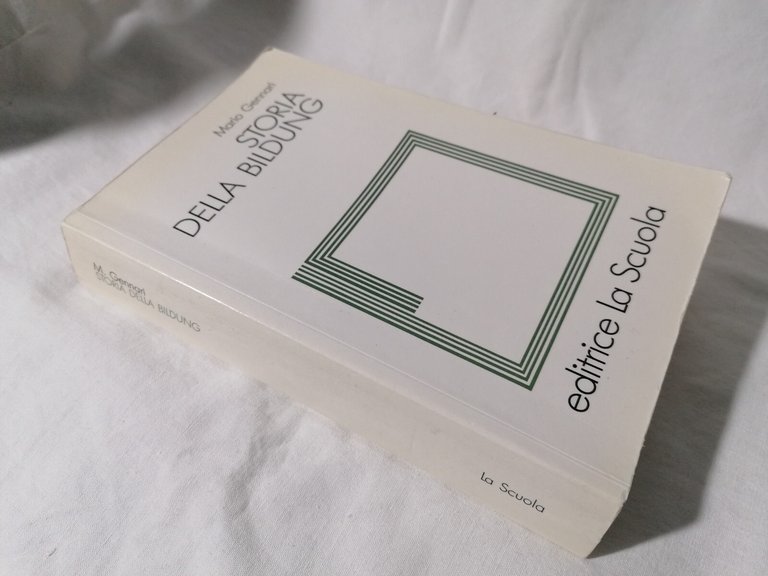 Mario Gennari
STORIA
DELLA BILDUNG
editrice La Scuola
M. Gennari
STORIA DELLA BILDUNG
La Scuola